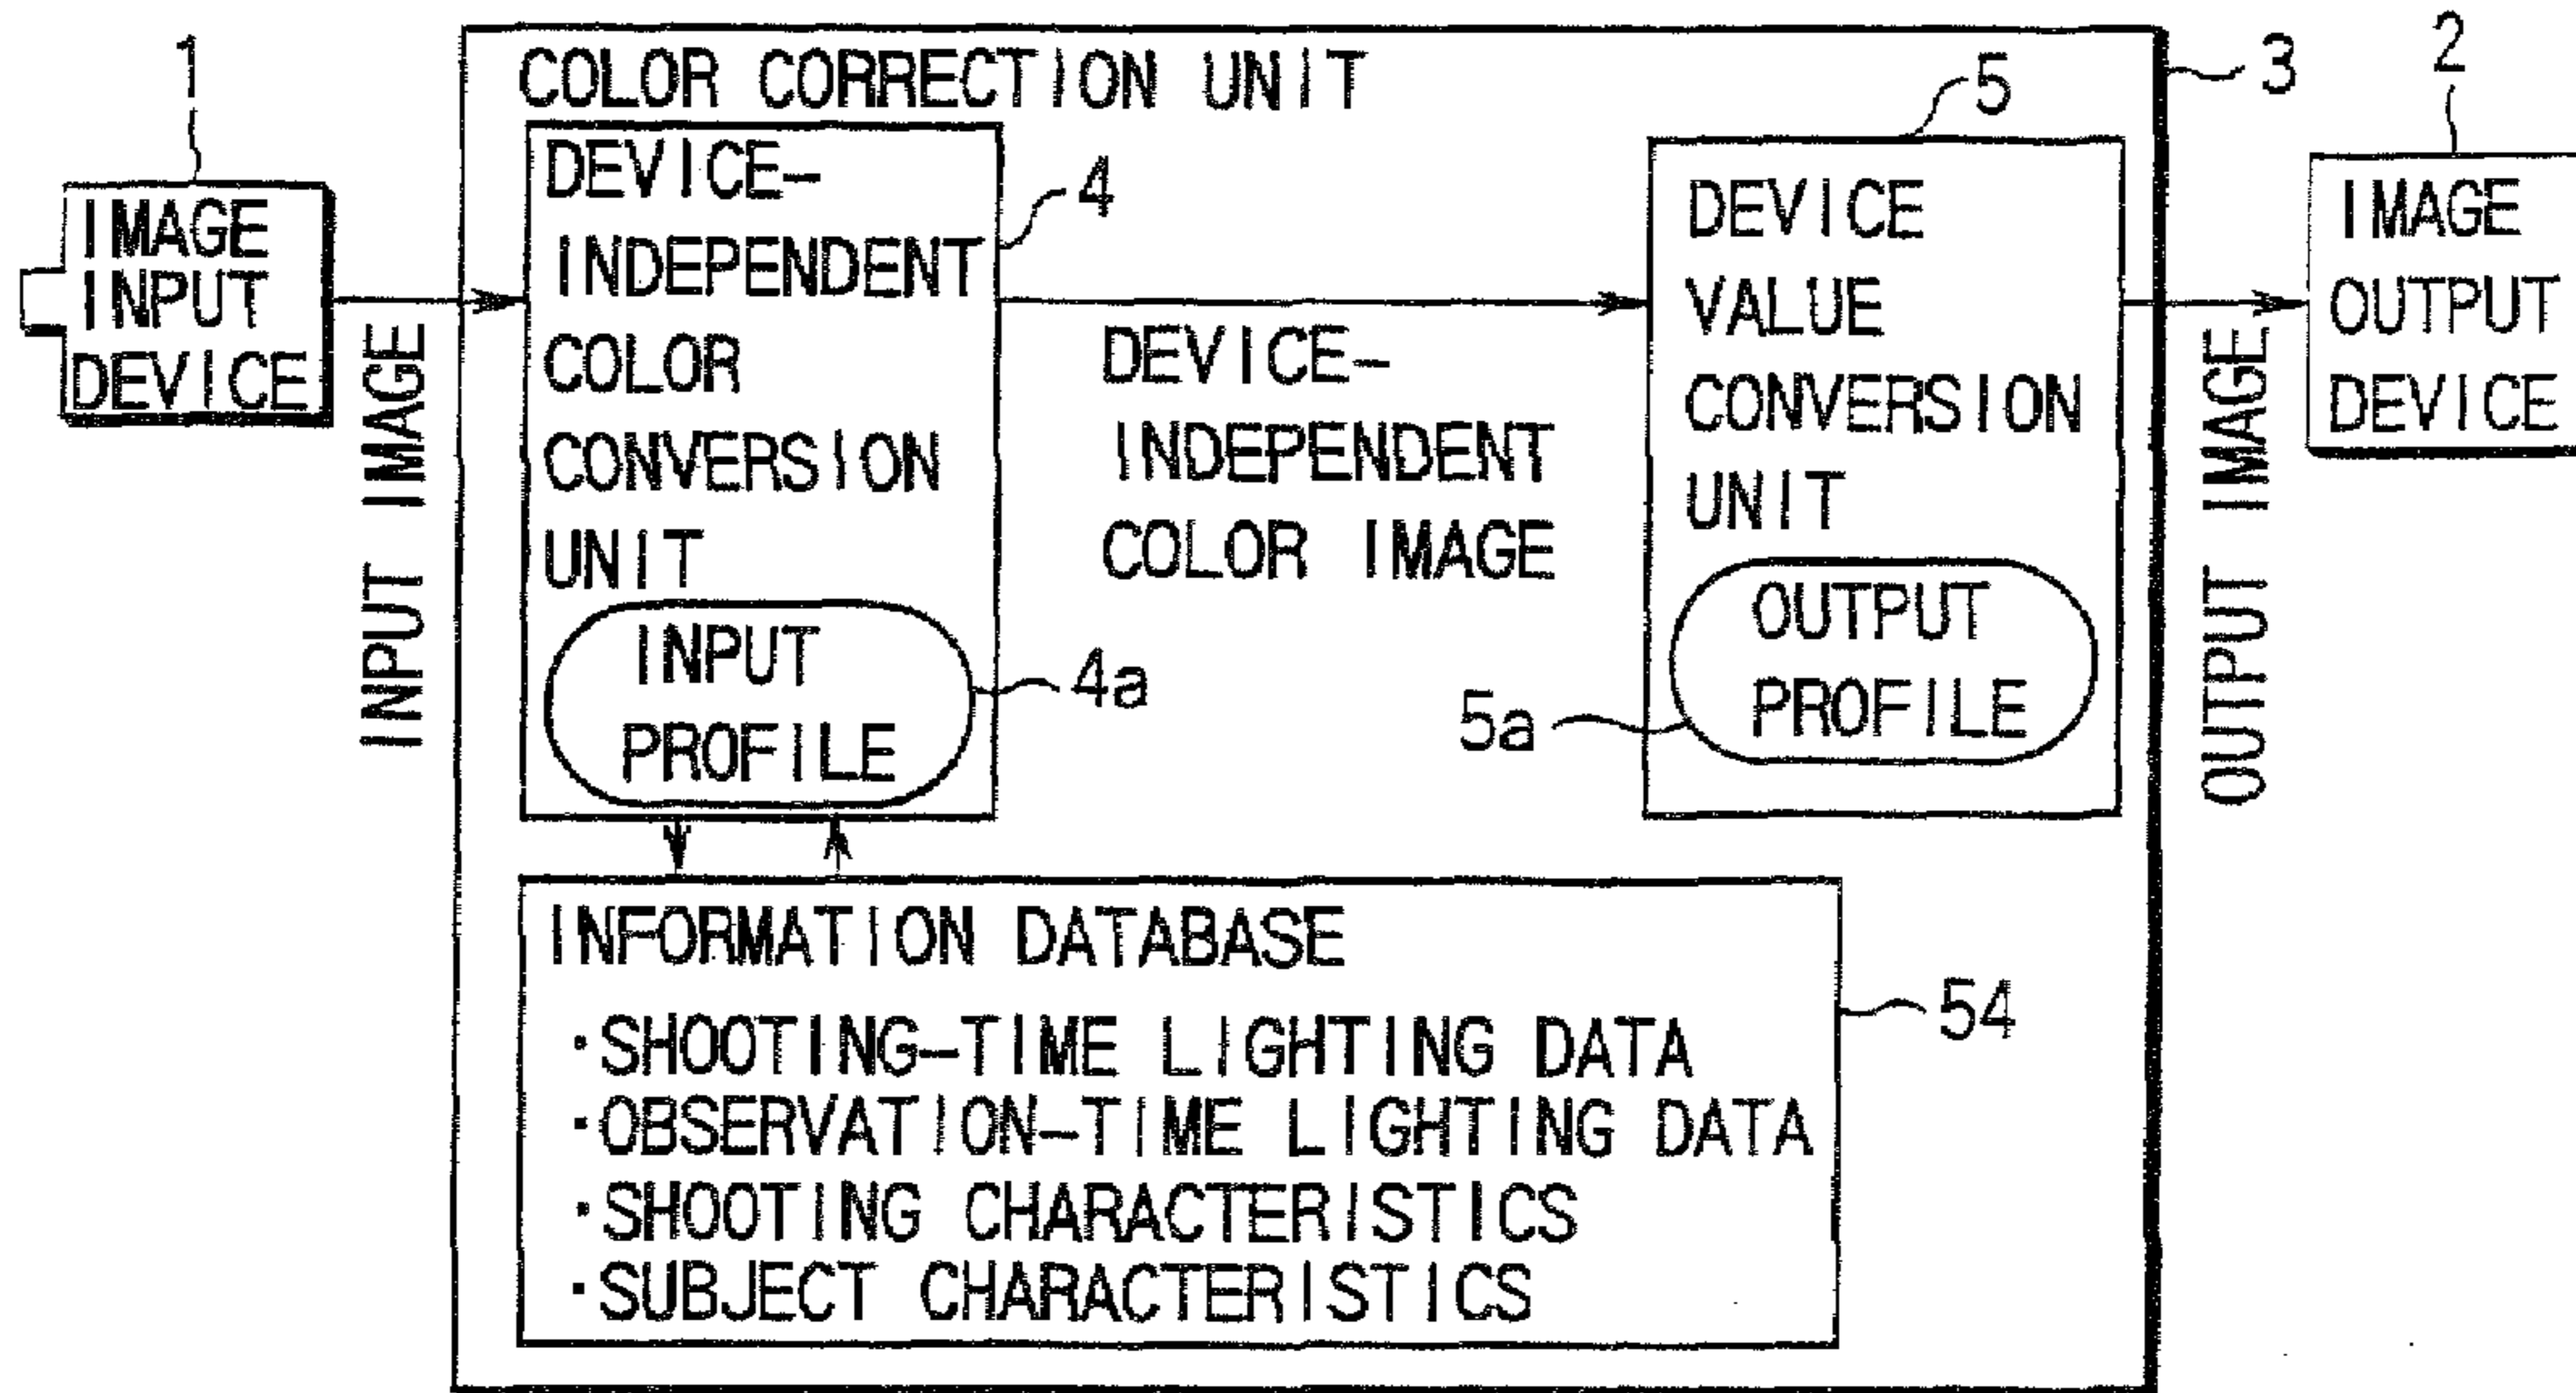 1
IMAGE
INPUT
DEVICE
INPUT IMAGE
COLOR CORRECTION UNIT
3
DEVICE-
INDEPENDENT
COLOR
CONVERSION
UNIT
4
INPUT
PROFILE
4a
DEVICE-
INDEPENDENT
COLOR IMAGE
5
DEVICE
VALUE
CONVERSION
UNIT
OUTPUT
PROFILE
5a
OUTPUT IMAGE
2
IMAGE
OUTPUT
DEVICE
INFORMATION DATABASE
·SHOOTING-TIME LIGHTING DATA
·OBSERVATION-TIME LIGHTING DATA
·SHOOTING CHARACTERISTICS
·SUBJECT CHARACTERISTICS
54